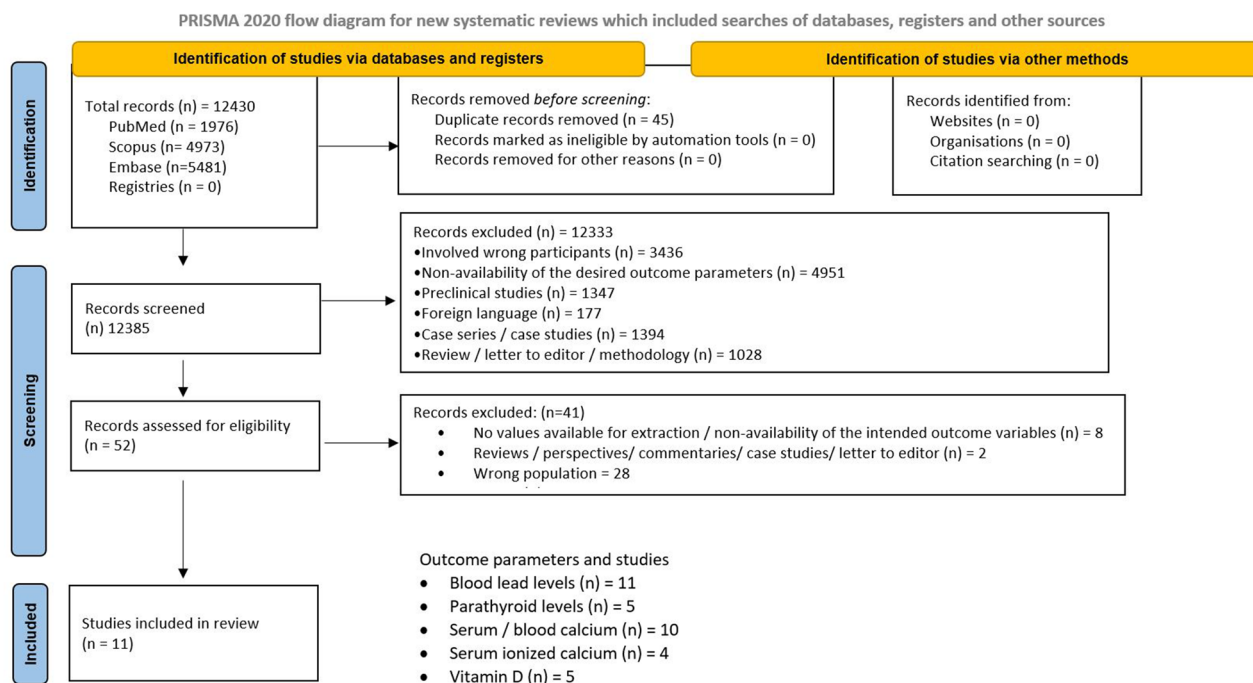 PRISMA 2020 flow diagram for new systematic reviews which included searches of databases, registers and other sources
Identification of studies via databases and registers
Identification of studies via other methods
Identification
Total records (n) = 12430
PubMed (n = 1976)
Scopus (n= 4973)
Embase (n=5481)
Registries (n = 0)
Records removed before screening:
Duplicate records removed (n = 45)
Records marked as ineligible by automation tools (n = 0)
Records removed for other reasons (n = 0)
Records identified from:
Websites (n = 0)
Organisations (n = 0)
Citation searching (n = 0)
Screening
Records screened
(n) 12385
Records excluded (n) = 12333
•Involved wrong participants (n) = 3436
•Non-availability of the desired outcome parameters (n) = 4951
•Preclinical studies (n) = 1347
•Foreign language (n) = 177
•Case series / case studies (n) = 1394
•Review / letter to editor / methodology (n) = 1028
Records assessed for eligibility
(n = 52)
Records excluded: (n=41)
• No values available for extraction / non-availability of the intended outcome variables (n) = 8
• Reviews / perspectives/ commentaries/ case studies/ letter to editor (n) = 2
• Wrong population = 28
Included
Studies included in review
(n = 11)
Outcome parameters and studies
• Blood lead levels (n) = 11
• Parathyroid levels (n) = 5
• Serum / blood calcium (n) = 10
• Serum ionized calcium (n) = 4
• Vitamin D (n) = 5